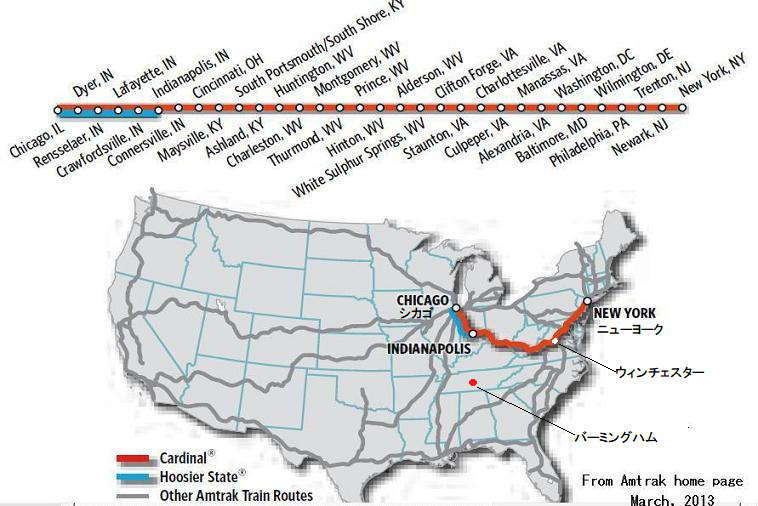 Dyer, IN
Lafayette, IN
Indianapolis, IN
Cincinnati, OH
South Portsmouth/South Shore, KY
Huntington, WV
Montgomery, WV
Prince, WV
Alderson, WV
Clifton Forge, VA
Charlottesville, VA
Manassas, VA
Washington, DC
Wilmington, DE
Trenton, NJ
New York, NY
Chicago, IL
Rensselaer, IN
Crawfordsville, IN
Connersville, IN
Maysville, KY
Ashland, KY
Charleston, WV
Thurmond, WV
Hinton, WV
White Sulphur Springs, WV
Staunton, VA
Culpeper, VA
Alexandria, VA
Baltimore, MD
Philadelphia, PA
Newark, NJ
CHICAGO
シカゴ
NEW YORK
ニューヨーク
INDIANAPOLIS
ウィンチェスター
バーミングハム
Cardinal®
Hoosier State®
Other Amtrak Train Routes
From Amtrak home page
March, 2013